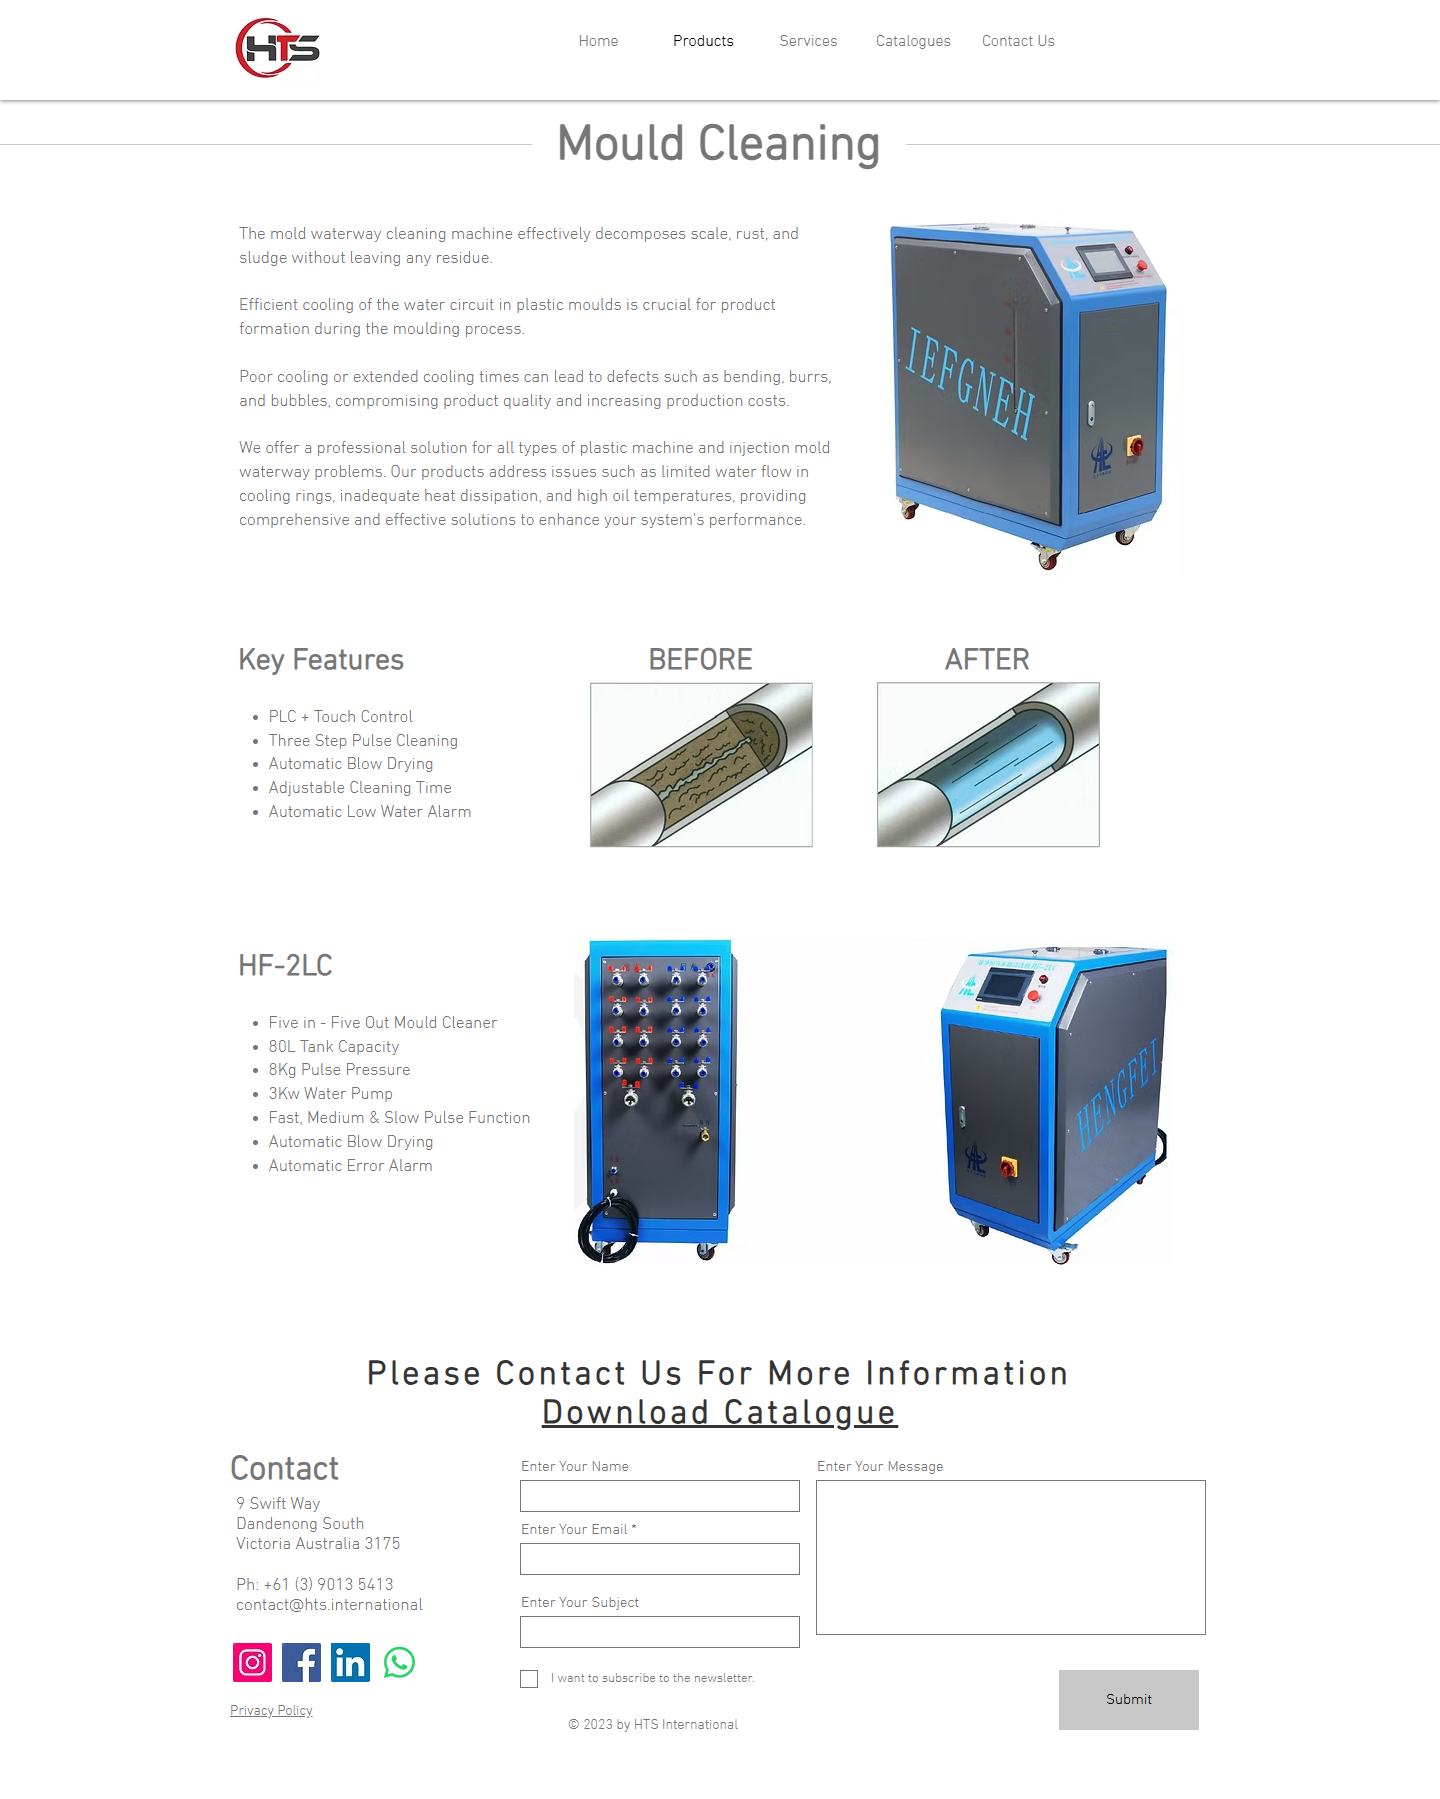 HTS
Home
Products
Services
Catalogues
Contact Us
Mould Cleaning
The mold waterway cleaning machine effectively decomposes scale, rust, and
sludge without leaving any residue.
Efficient cooling of the water circuit in plastic moulds is crucial for product
formation during the moulding process.
Poor cooling or extended cooling times can lead to defects such as bending, burrs,
and bubbles, compromising product quality and increasing production costs.
We offer a professional solution for all types of plastic machine and injection mold
waterway problems. Our products address issues such as limited water flow in
cooling rings, inadequate heat dissipation, and high oil temperatures, providing
comprehensive and effective solutions to enhance your system's performance.
IEFGNEH
Key Features
PLC + Touch Control
Three Step Pulse Cleaning
Automatic Blow Drying
Adjustable Cleaning Time
Automatic Low Water Alarm
BEFORE
AFTER
HF-2LC
Five in - Five Out Mould Cleaner
80L Tank Capacity
8Kg Pulse Pressure
3Kw Water Pump
Fast, Medium & Slow Pulse Function
Automatic Blow Drying
Automatic Error Alarm
HF-2LC
HENGFEI
Please Contact Us For More Information
Download Catalogue
Contact
9 Swift Way
Dandenong South
Victoria Australia 3175
Ph: +61 (3) 9013 5413
contact@hts.international
Privacy Policy
Enter Your Name
Enter Your Email *
Enter Your Subject
Enter Your Message
I want to subscribe to the newsletter.
Submit
© 2023 by HTS International